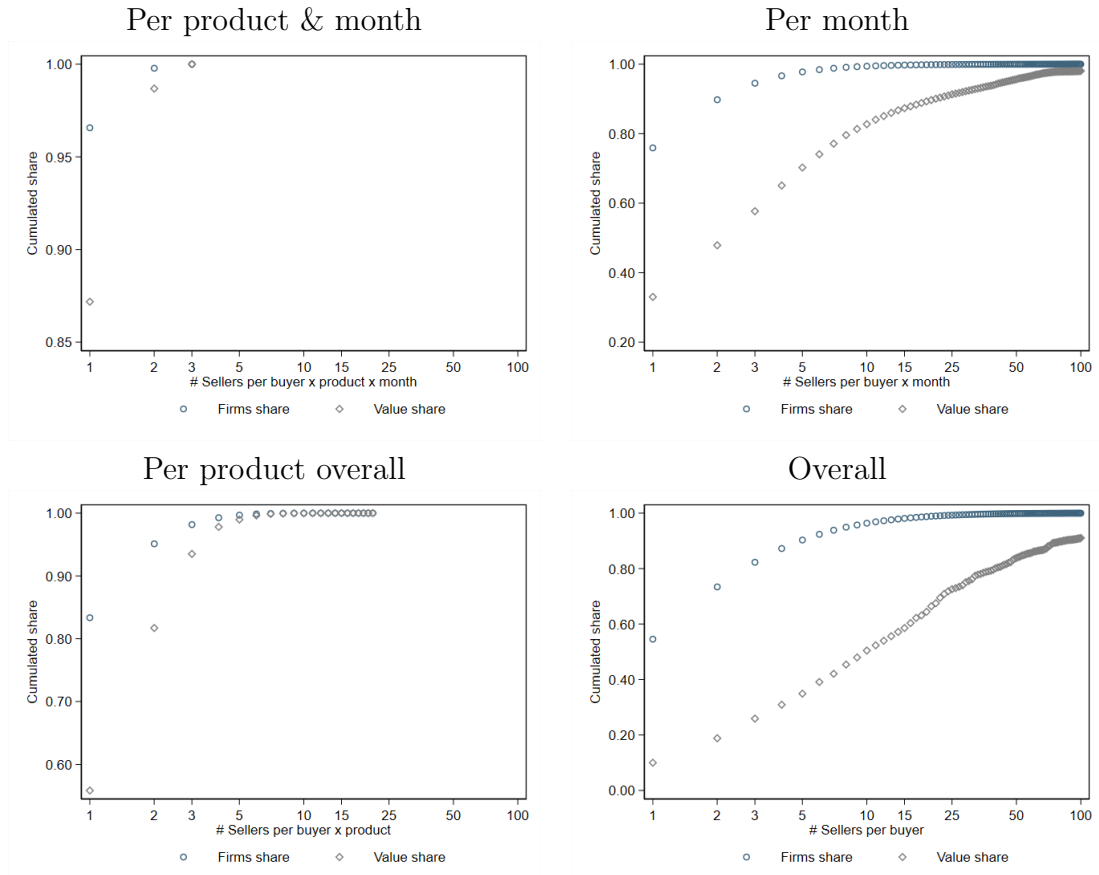 Per product & month
1.00
0.95
0.90
0.85
Cumulated share
1 2 3 5 10 15 25 50 100
# Sellers per buyer x product x month
Firms share Value share
Per month
1.00
0.80
0.60
0.40
0.20
Cumulated share
1 2 3 5 10 15 25 50 100
# Sellers per buyer x month
Firms share Value share
Per product overall
1.00
0.90
0.80
0.70
0.60
Cumulated share
1 2 3 5 10 15 25 50 100
# Sellers per buyer x product
Firms share Value share
Overall
1.00
0.80
0.60
0.40
0.20
0.00
Cumulated share
1 2 3 5 10 15 25 50 100
# Sellers per buyer
Firms share Value share